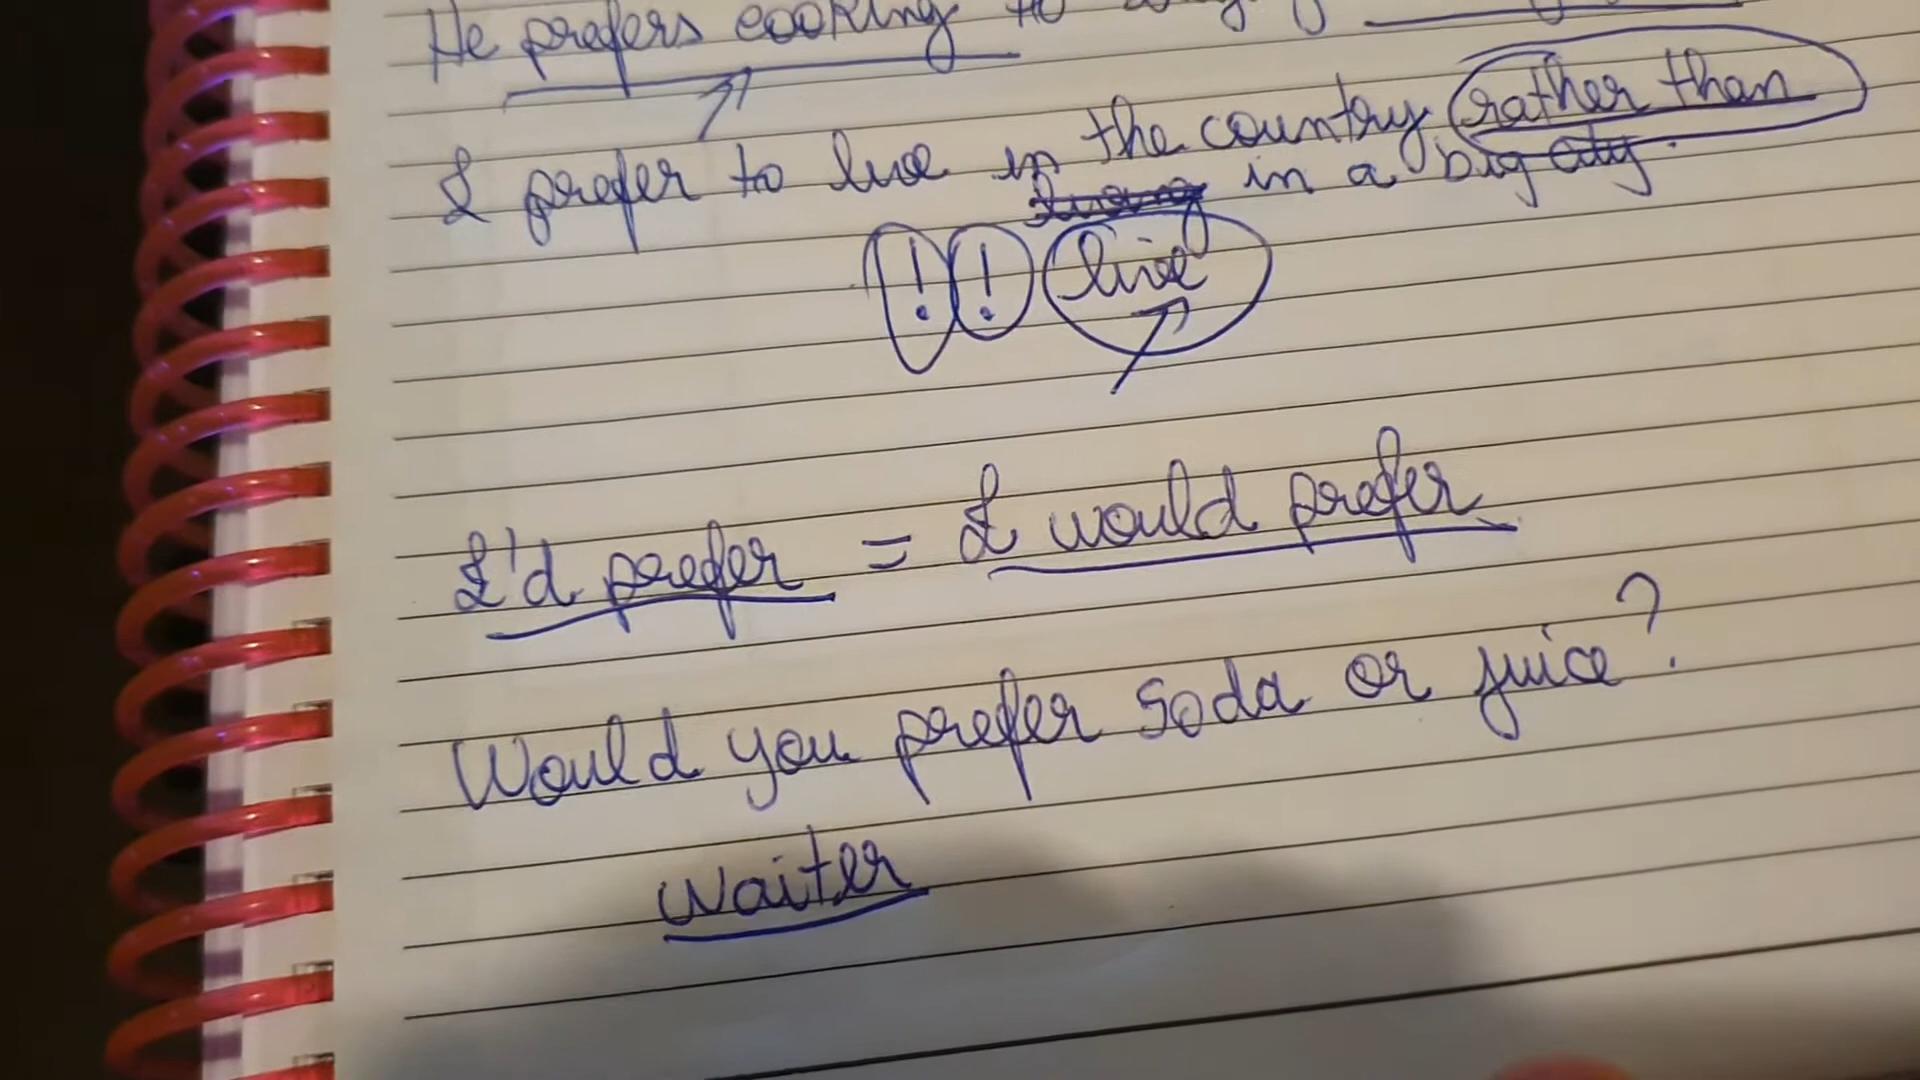 He prefers cooking to
I prefer to live in the country rather than
living in a big city.
! ! live
I'd prefer = I would prefer
Would you prefer soda or juice?
waiter